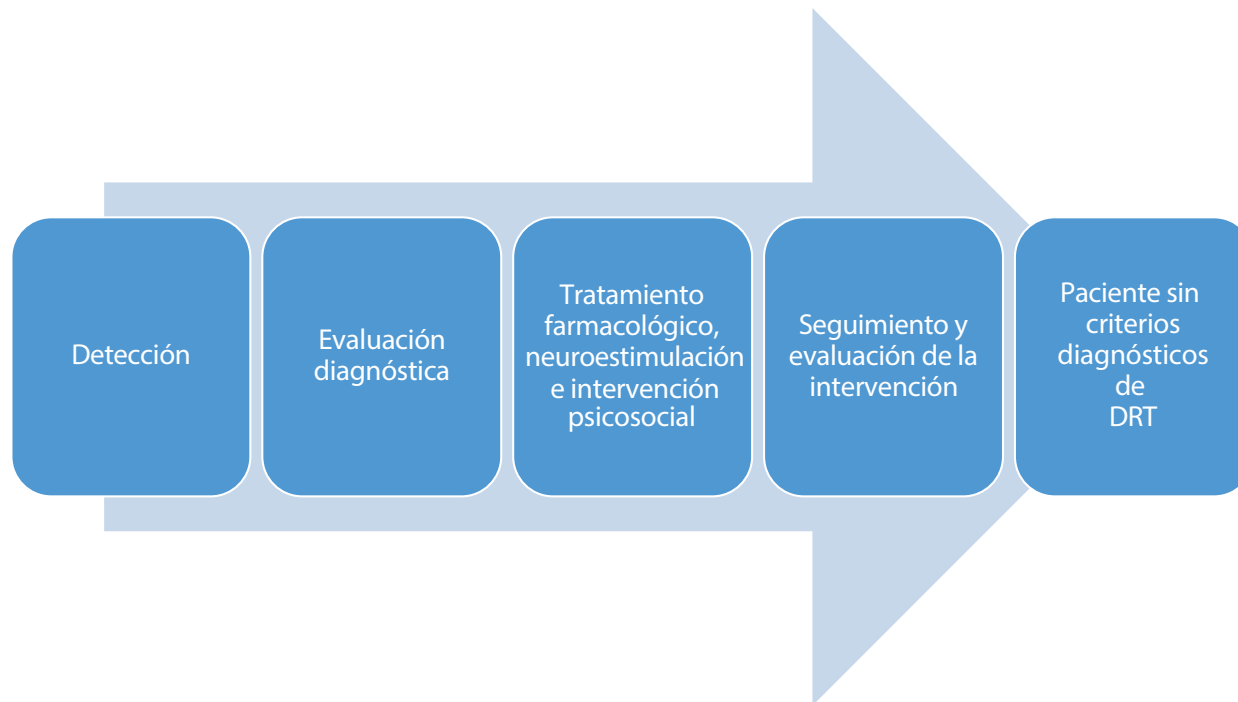 Detección
Evaluación
diagnóstica
Tratamiento
farmacológico,
neuroestimulación
e intervención
psicosocial
Seguimiento y
evaluación de la
intervención
Paciente sin
criterios
diagnósticos
de
DRT